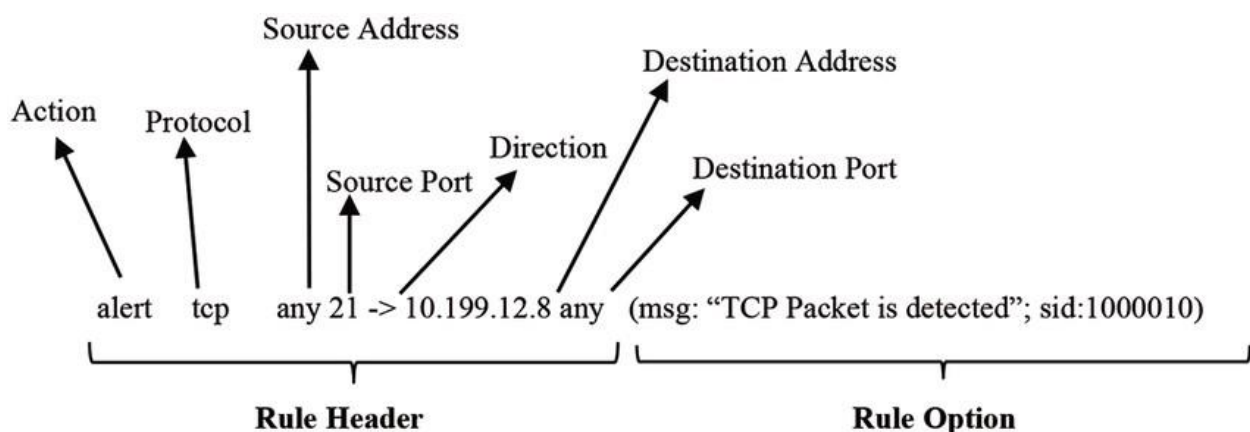 Source Address
Destination Address
Action
Protocol
Direction
Source Port
Destination Port
alert tcp any 21 -> 10.199.12.8 any (msg: “TCP Packet is detected”; sid:1000010)
Rule Header Rule Option